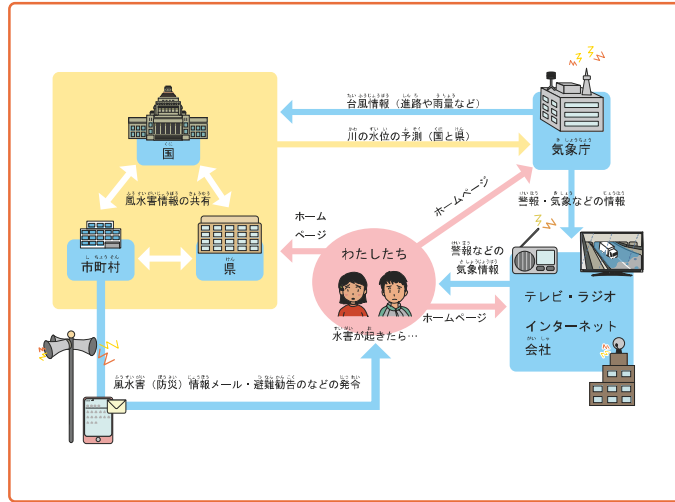 台風情報（進路や雨量など）
川の水位の予測（国と県）
国
風水害情報の共有
市町村
県
気象庁
警報・気象などの情報
ホームページ
ホーム
ページ
わたしたち
水害が起きたら…
警報などの
気象情報
ホームページ
テレビ・ラジオ
インターネット
会社
風水害（防災）情報メール・避難勧告のなどの発令